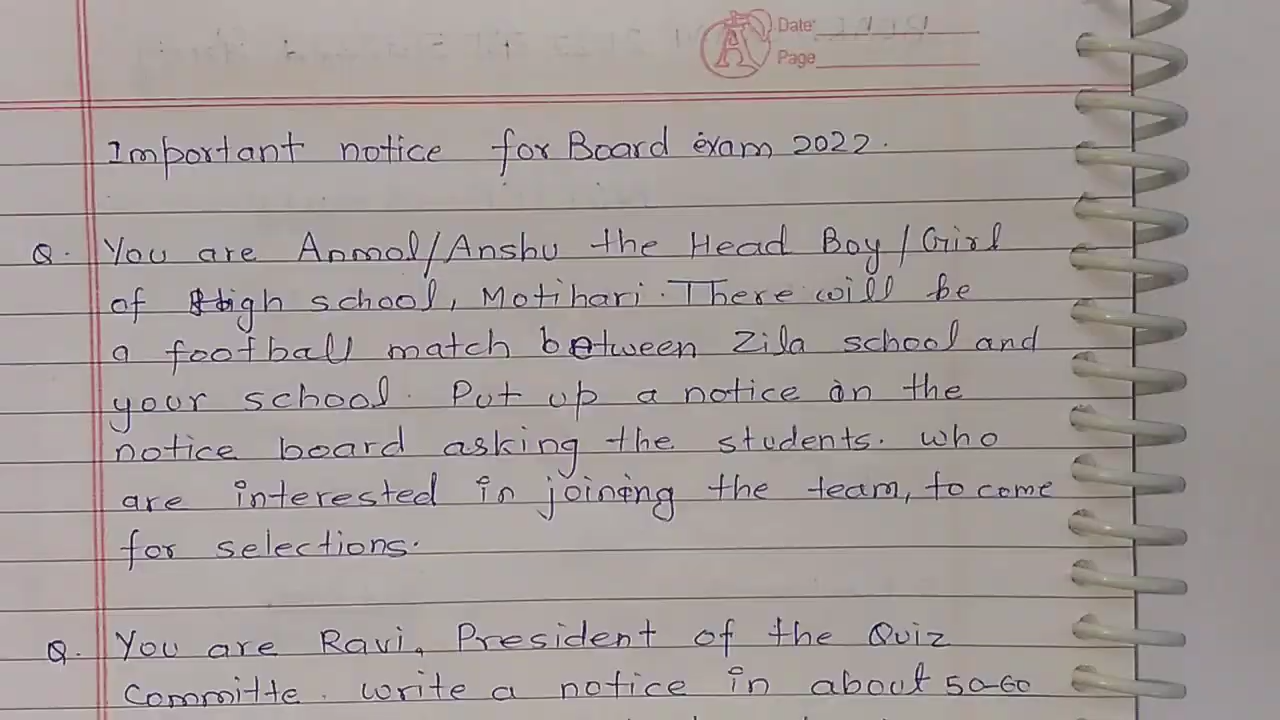 Date
Page
Important notice for Board exam 2022.
Q. You are Anmol/Anshu the Head Boy/Girl
of High school, Motihari. There will be
a football match between Zila school and
your school. Put up a notice on the
notice board asking the students. who
are interested in joining the team, to come
for selections.
Q. You are Ravi, President of the Quiz
Committe. Write a notice in about 50-60